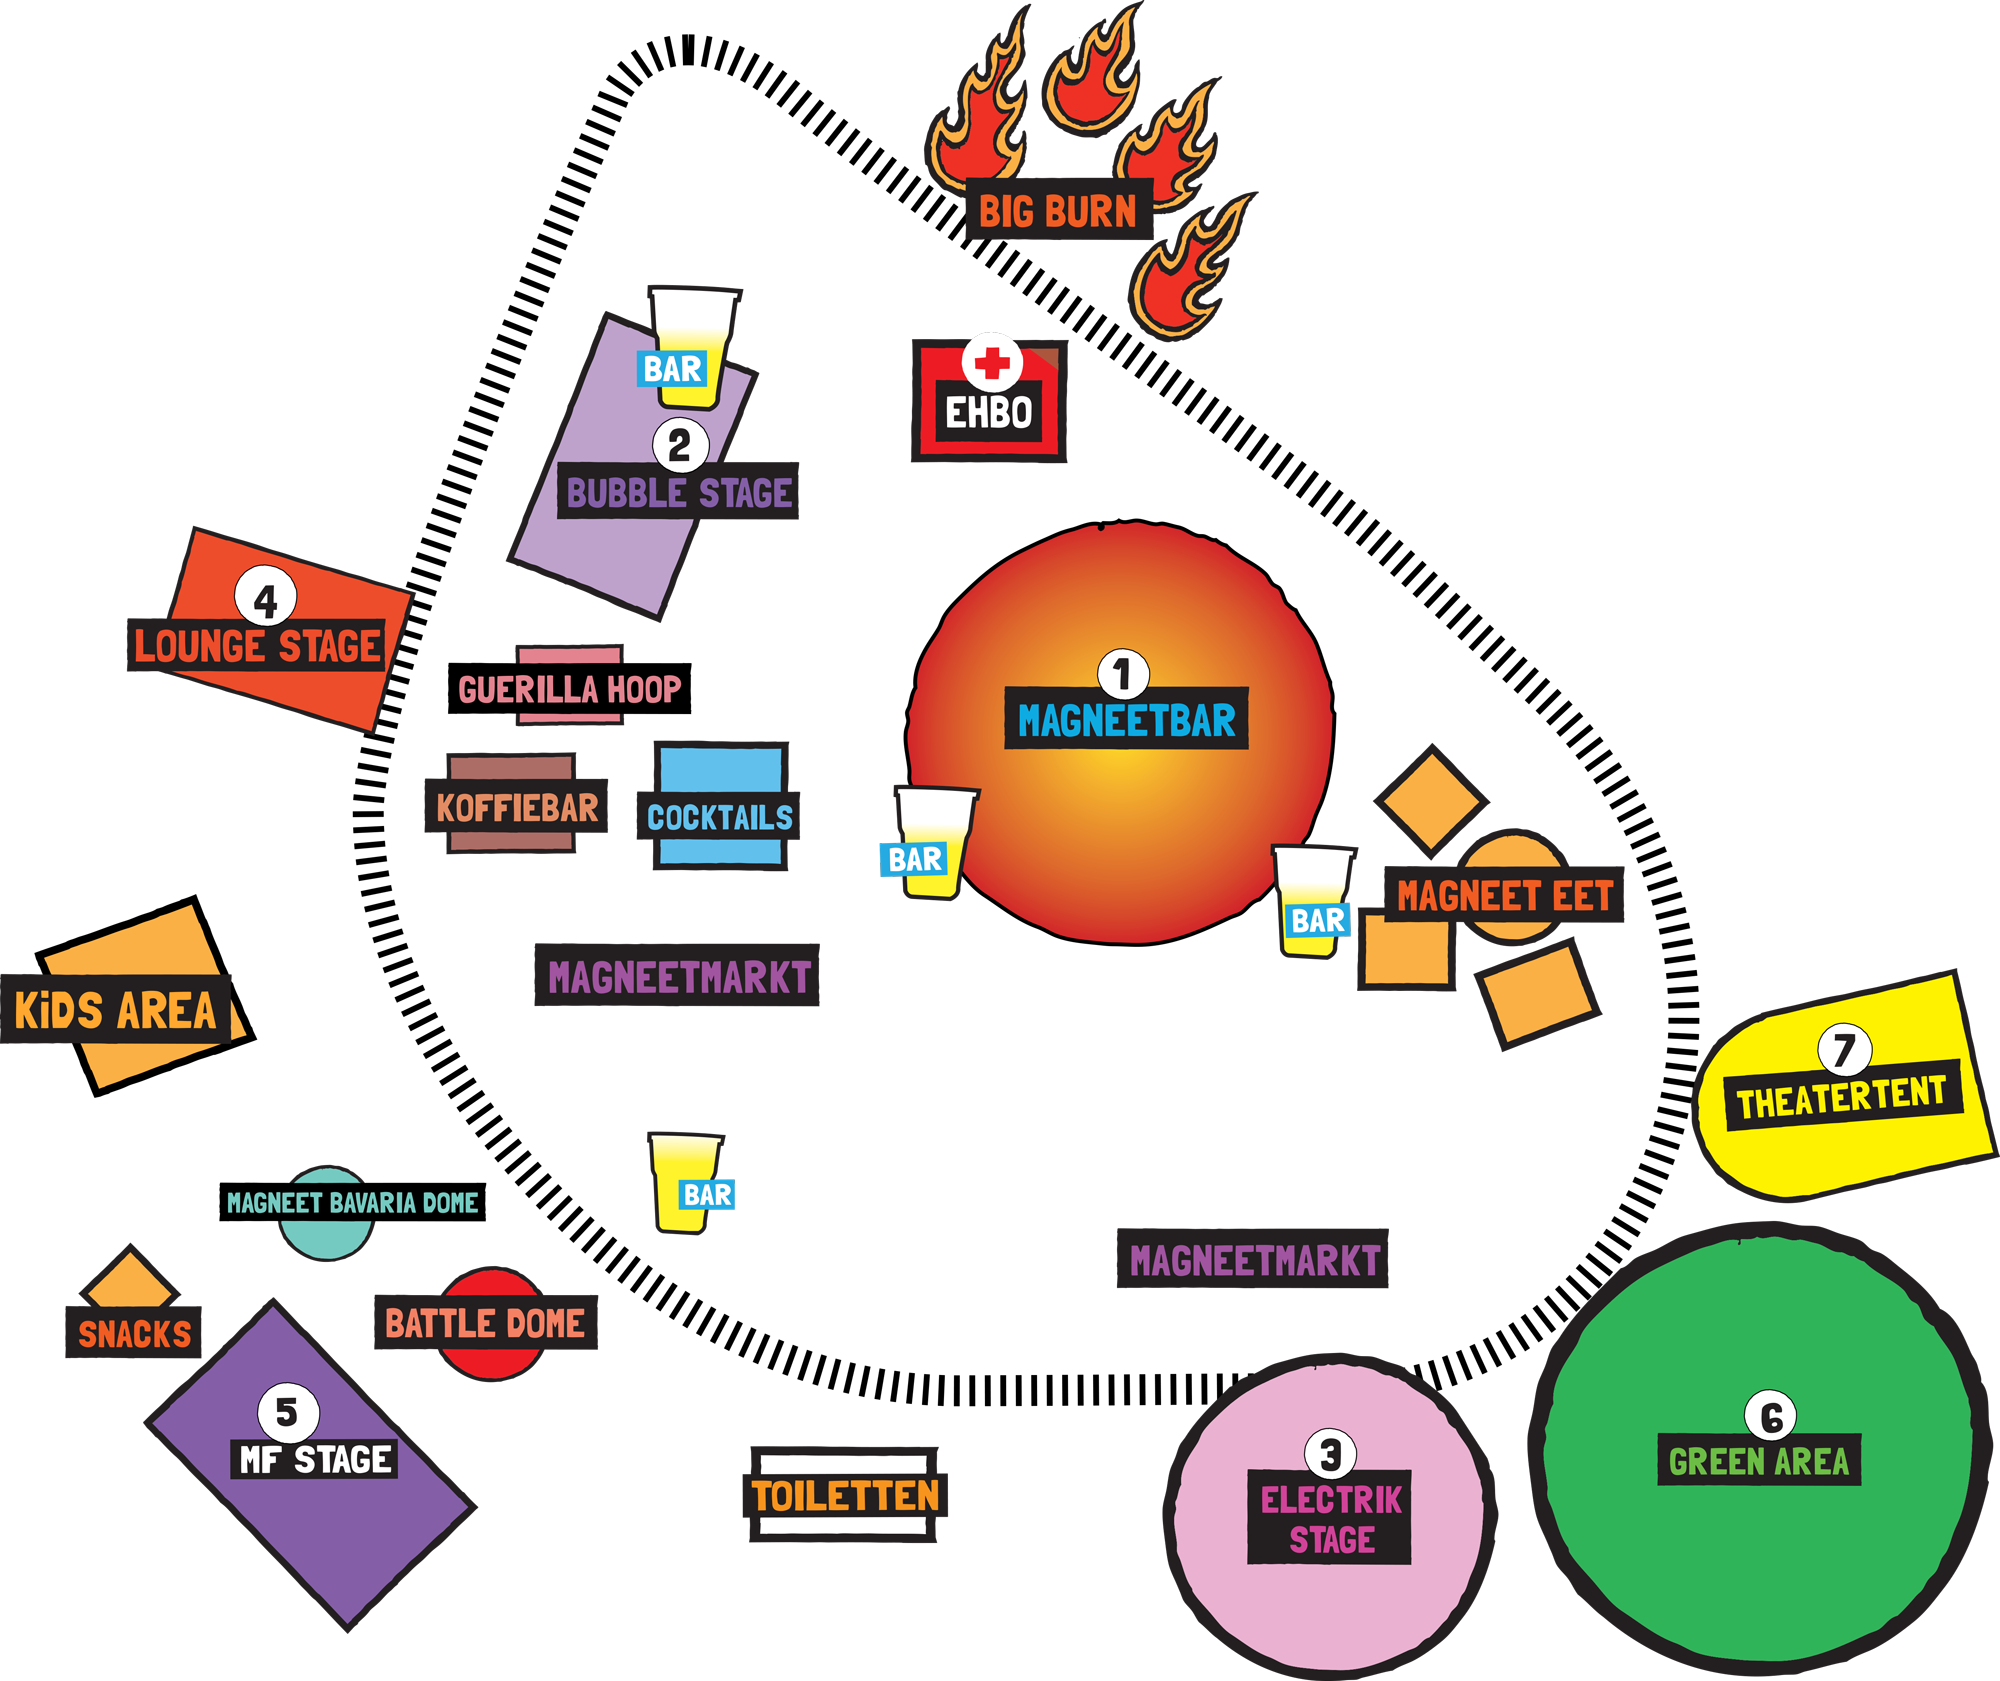 BIG BURN
BAR
EHBO
2
BUBBLE STAGE
4
LOUNGE STAGE
GUERILLA HOOP
1
MAGNEETBAR
KOFFIEBAR
COCKTAILS
BAR
BAR
MAGNEET EET
MAGNEETMARKT
KiDS AREA
7
THEATERTENT
MAGNEET BAVARIA DOME
BAR
MAGNEETMARKT
SNACKS
BATTLE DOME
5
MF STAGE
TOILETTEN
3
ELECTRIK
STAGE
6
GREEN AREA